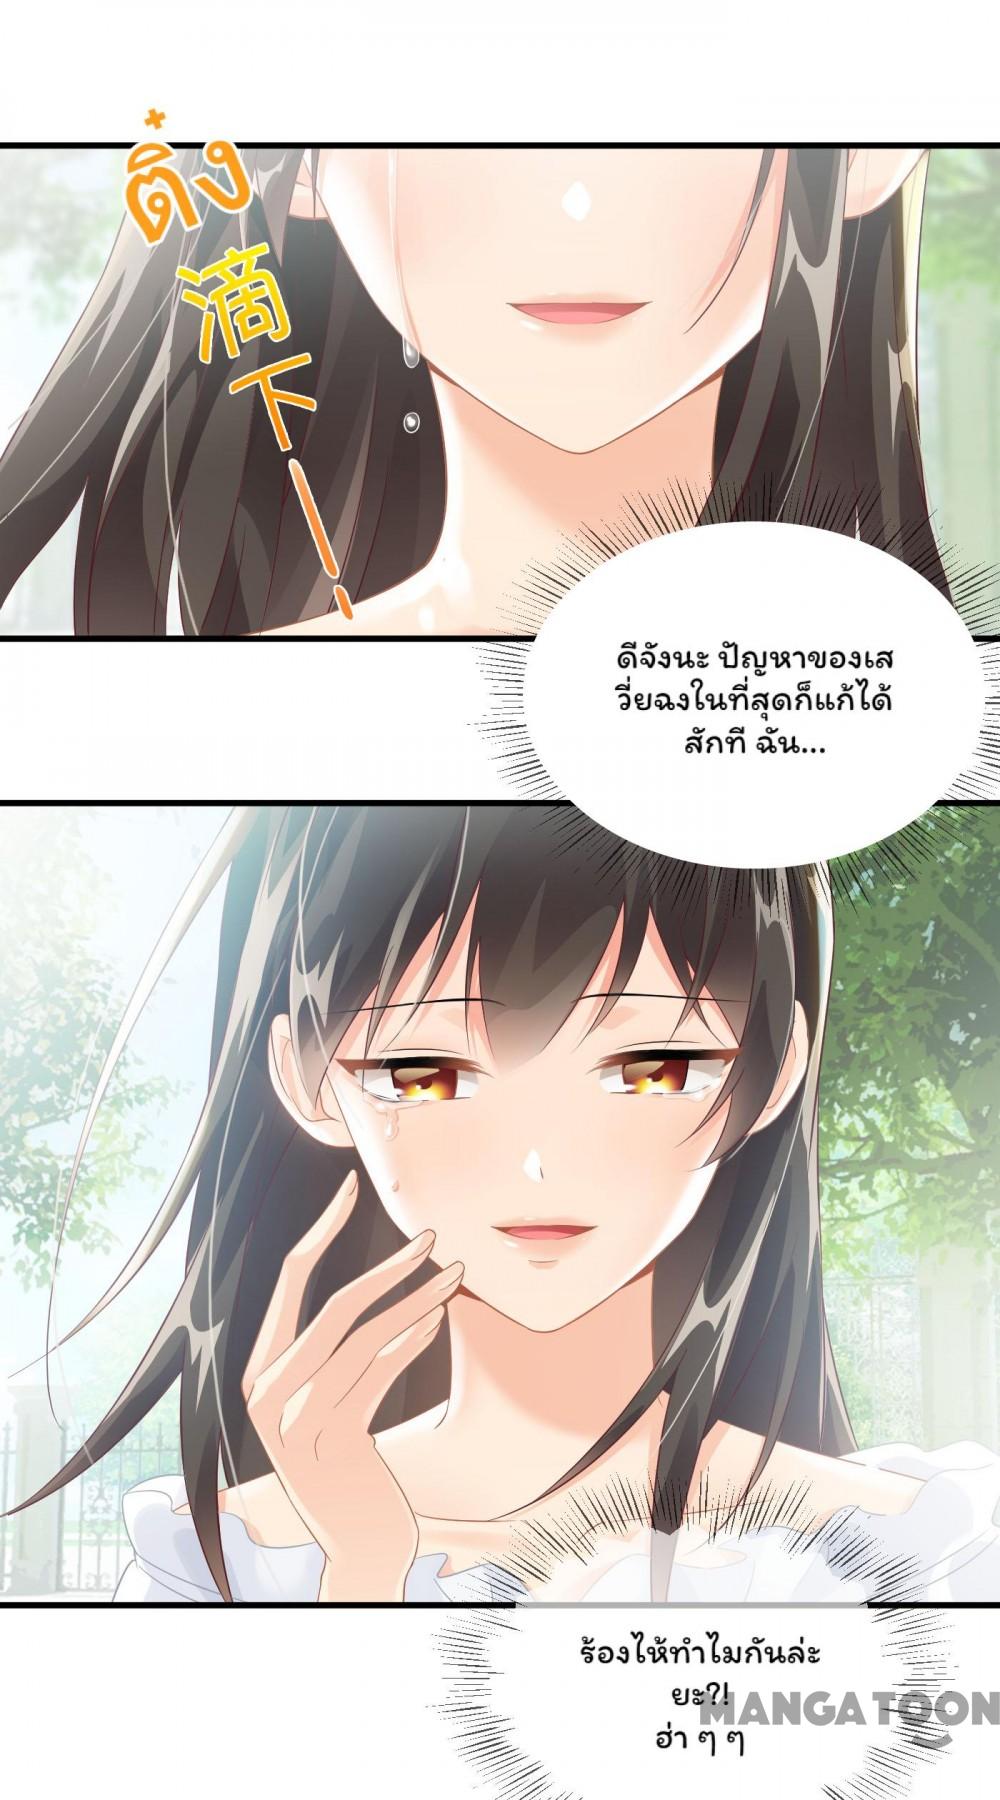 ติ๋ง
滴下
ดีจังนะ ปัญหาของเส
วี่ยฉงในที่สุดก็แก้ได้
สักที ฉัน...
ร้องไห้ทำไมกันล่ะ
ยะ?!
MANGATOON
ฮ่า ๆ ๆ